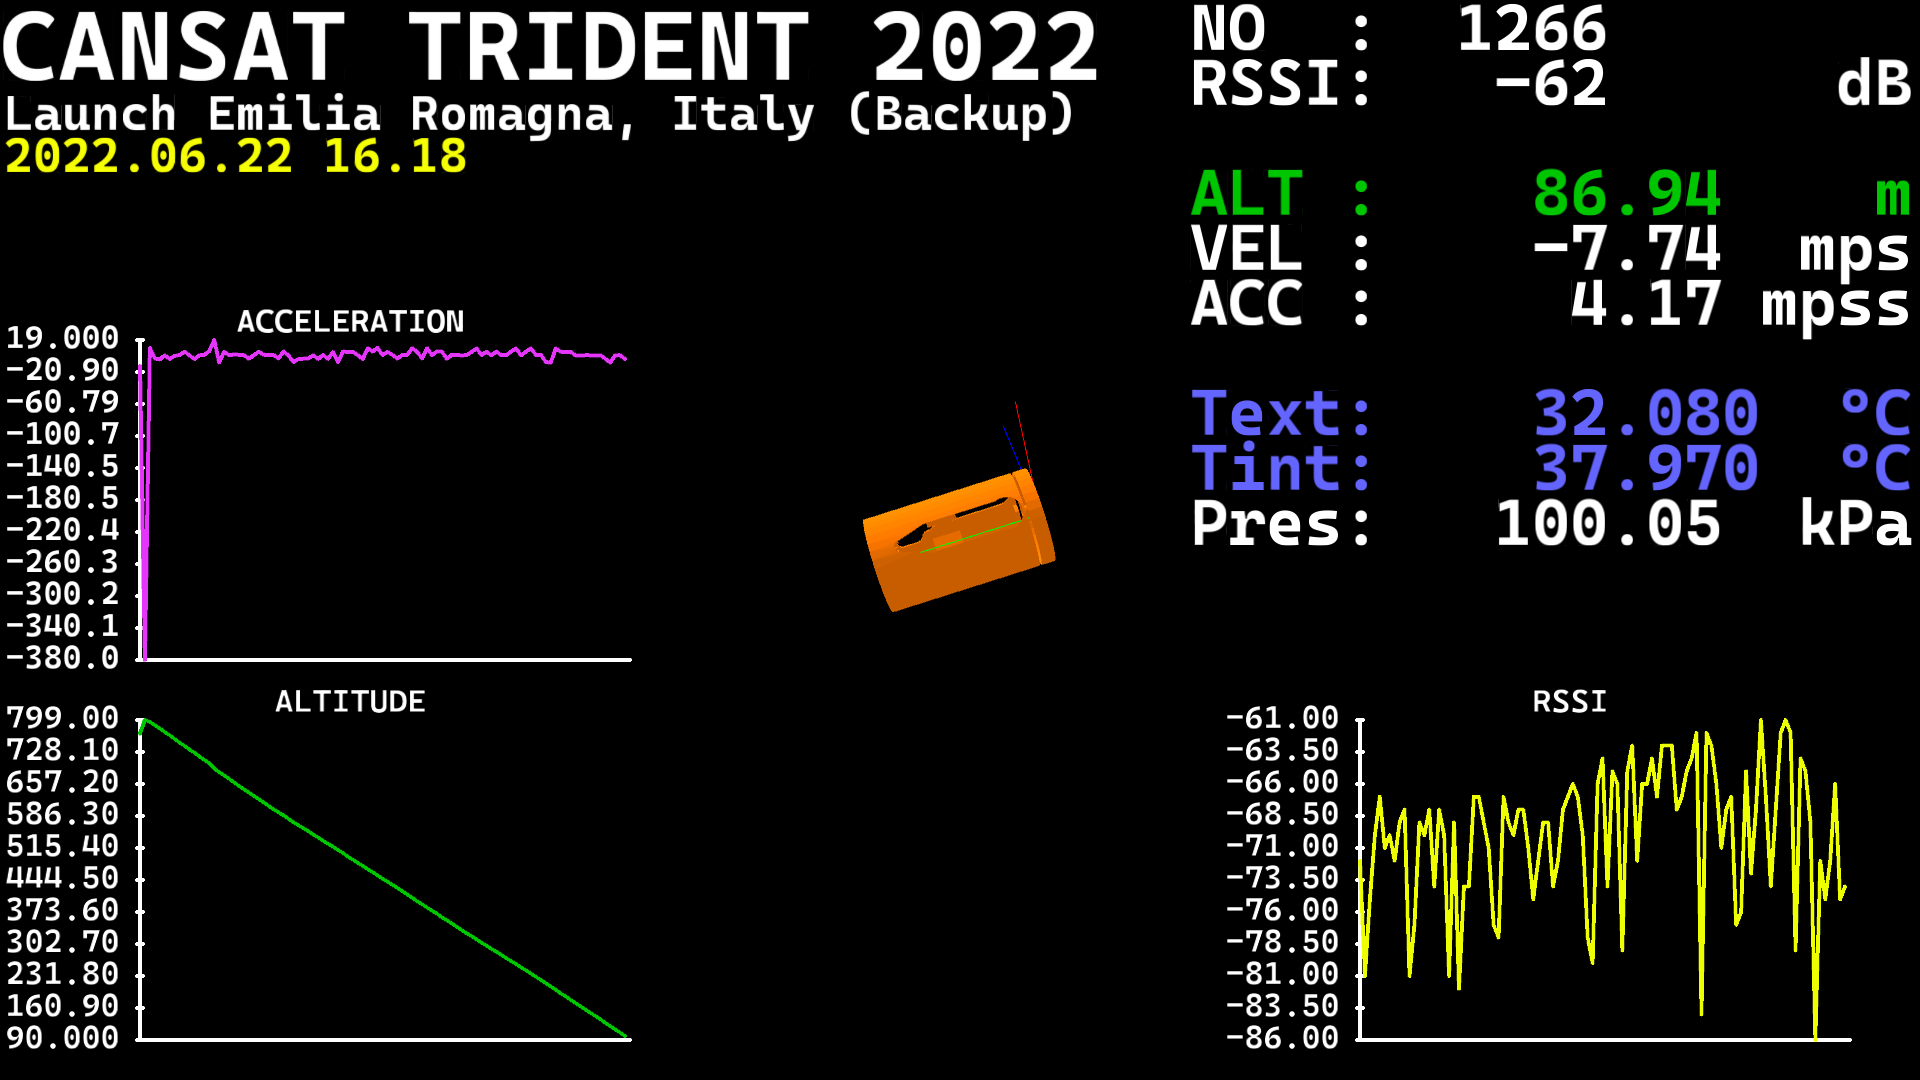 CANSAT TRIDENT 2022
Launch Emilia Romagna, Italy (Backup)
2022.06.22 16.18
NO : 1266
RSSI: −62 dB
ALT : 86.94 m
VEL : −7.74 mps
ACC : 4.17 mpss
Text: 32.080 °C
Tint: 37.970 °C
Pres: 100.05 kPa
ACCELERATION
19.000
−20.90
−60.79
−100.7
−140.5
−180.5
−220.4
−260.3
−300.2
−340.1
−380.0
ALTITUDE
799.00
728.10
657.20
586.30
515.40
444.50
373.60
302.70
231.80
160.90
90.000
RSSI
−61.00
−63.50
−66.00
−68.50
−71.00
−73.50
−76.00
−78.50
−81.00
−83.50
−86.00